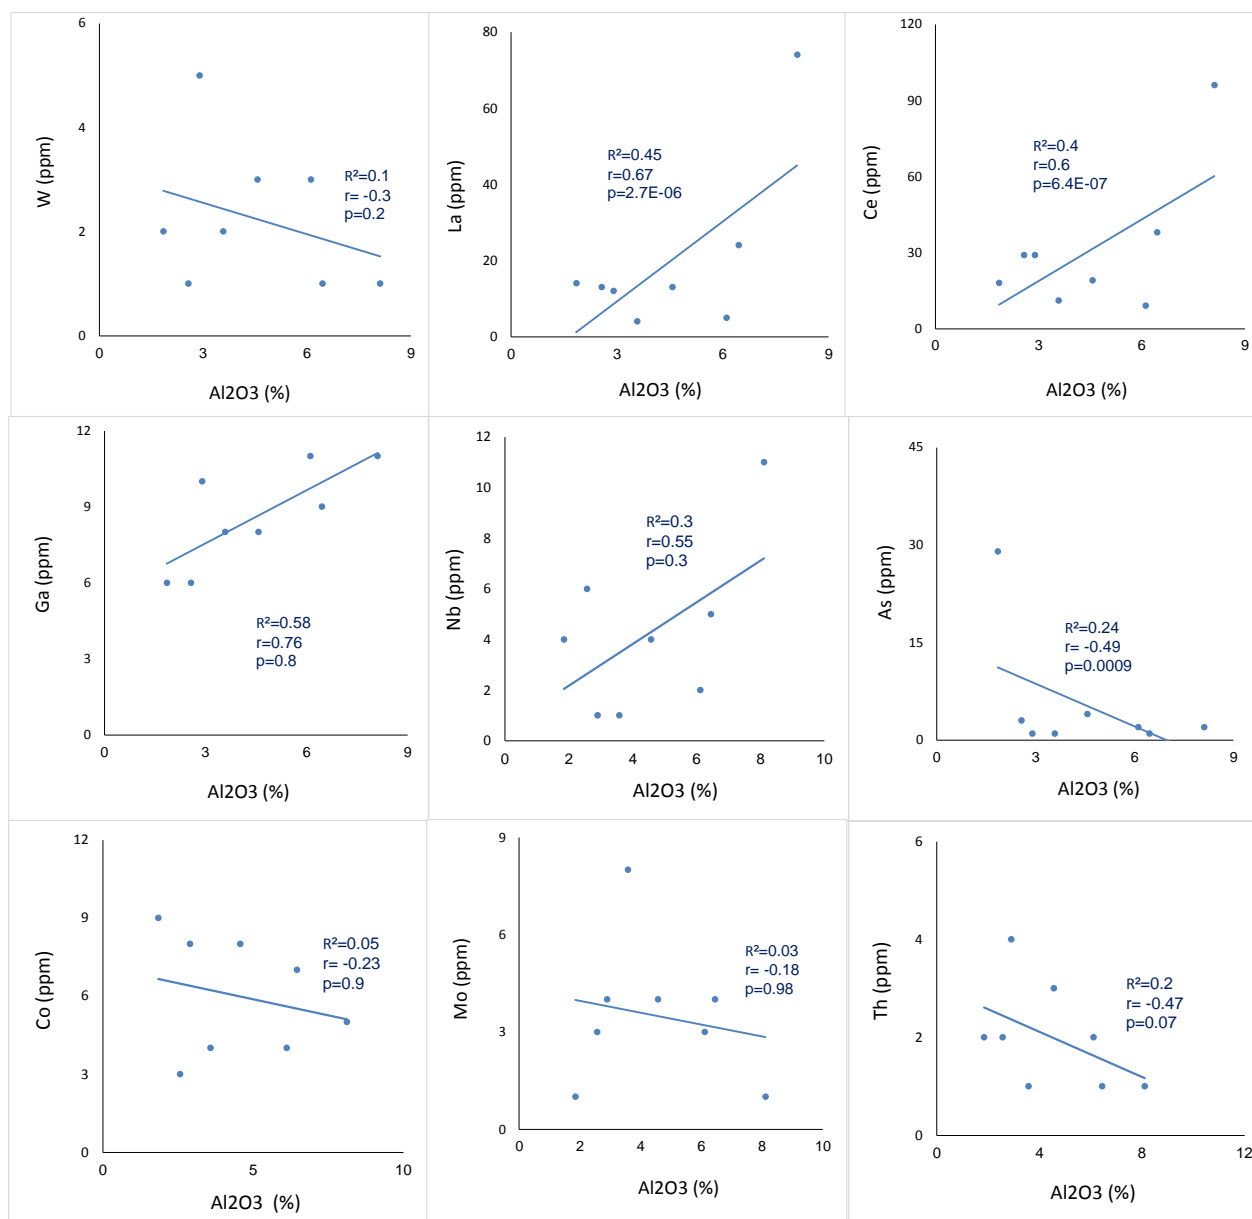 6
4
2
0
0
3
6
9
W (ppm)
Al2O3 (%)
R²=0.1
r= -0.3
p=0.2
80
60
40
20
0
0
3
6
9
La (ppm)
Al2O3 (%)
R²=0.45
r=0.67
p=2.7E-06
120
90
60
30
0
0
3
6
9
Ce (ppm)
Al2O3 (%)
R²=0.4
r=0.6
p=6.4E-07
12
9
6
3
0
0
3
6
9
Ga (ppm)
Al2O3 (%)
R²=0.58
r=0.76
p=0.8
12
10
8
6
4
2
0
0
2
4
6
8
10
Nb (ppm)
Al2O3 (%)
R²=0.3
r=0.55
p=0.3
45
30
15
0
0
3
6
9
As (ppm)
Al2O3 (%)
R²=0.24
r= -0.49
p=0.0009
12
9
6
3
0
0
5
10
Co (ppm)
Al2O3 (%)
R²=0.05
r= -0.23
p=0.9
9
6
3
0
0
2
4
6
8
10
Mo (ppm)
Al2O3 (%)
R²=0.03
r= -0.18
p=0.98
6
4
2
0
0
4
8
12
Th (ppm)
Al2O3 (%)
R²=0.2
r= -0.47
p=0.07